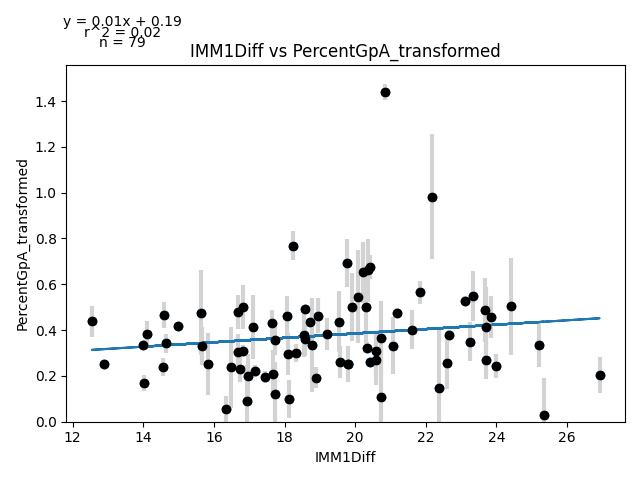 y = 0.01x + 0.19
r^2 = 0.02
n = 79
IMM1Diff vs PercentGpA_transformed
PercentGpA_transformed
1.4
1.2
1.0
0.8
0.6
0.4
0.2
0.0
12 14 16 18 20 22 24 26
IMM1Diff